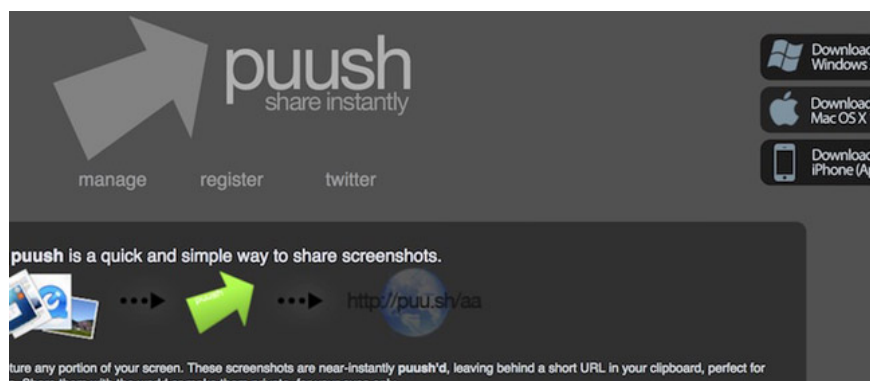 puush
share instantly
Download
Windows
Download
Mac OS X
Download
iPhone
manage register twitter
puush is a quick and simple way to share screenshots.
puush
http://puu.sh/aa
ture any portion of your screen. These screenshots are near-instantly puush'd, leaving behind a short URL in your clipboard, perfect for